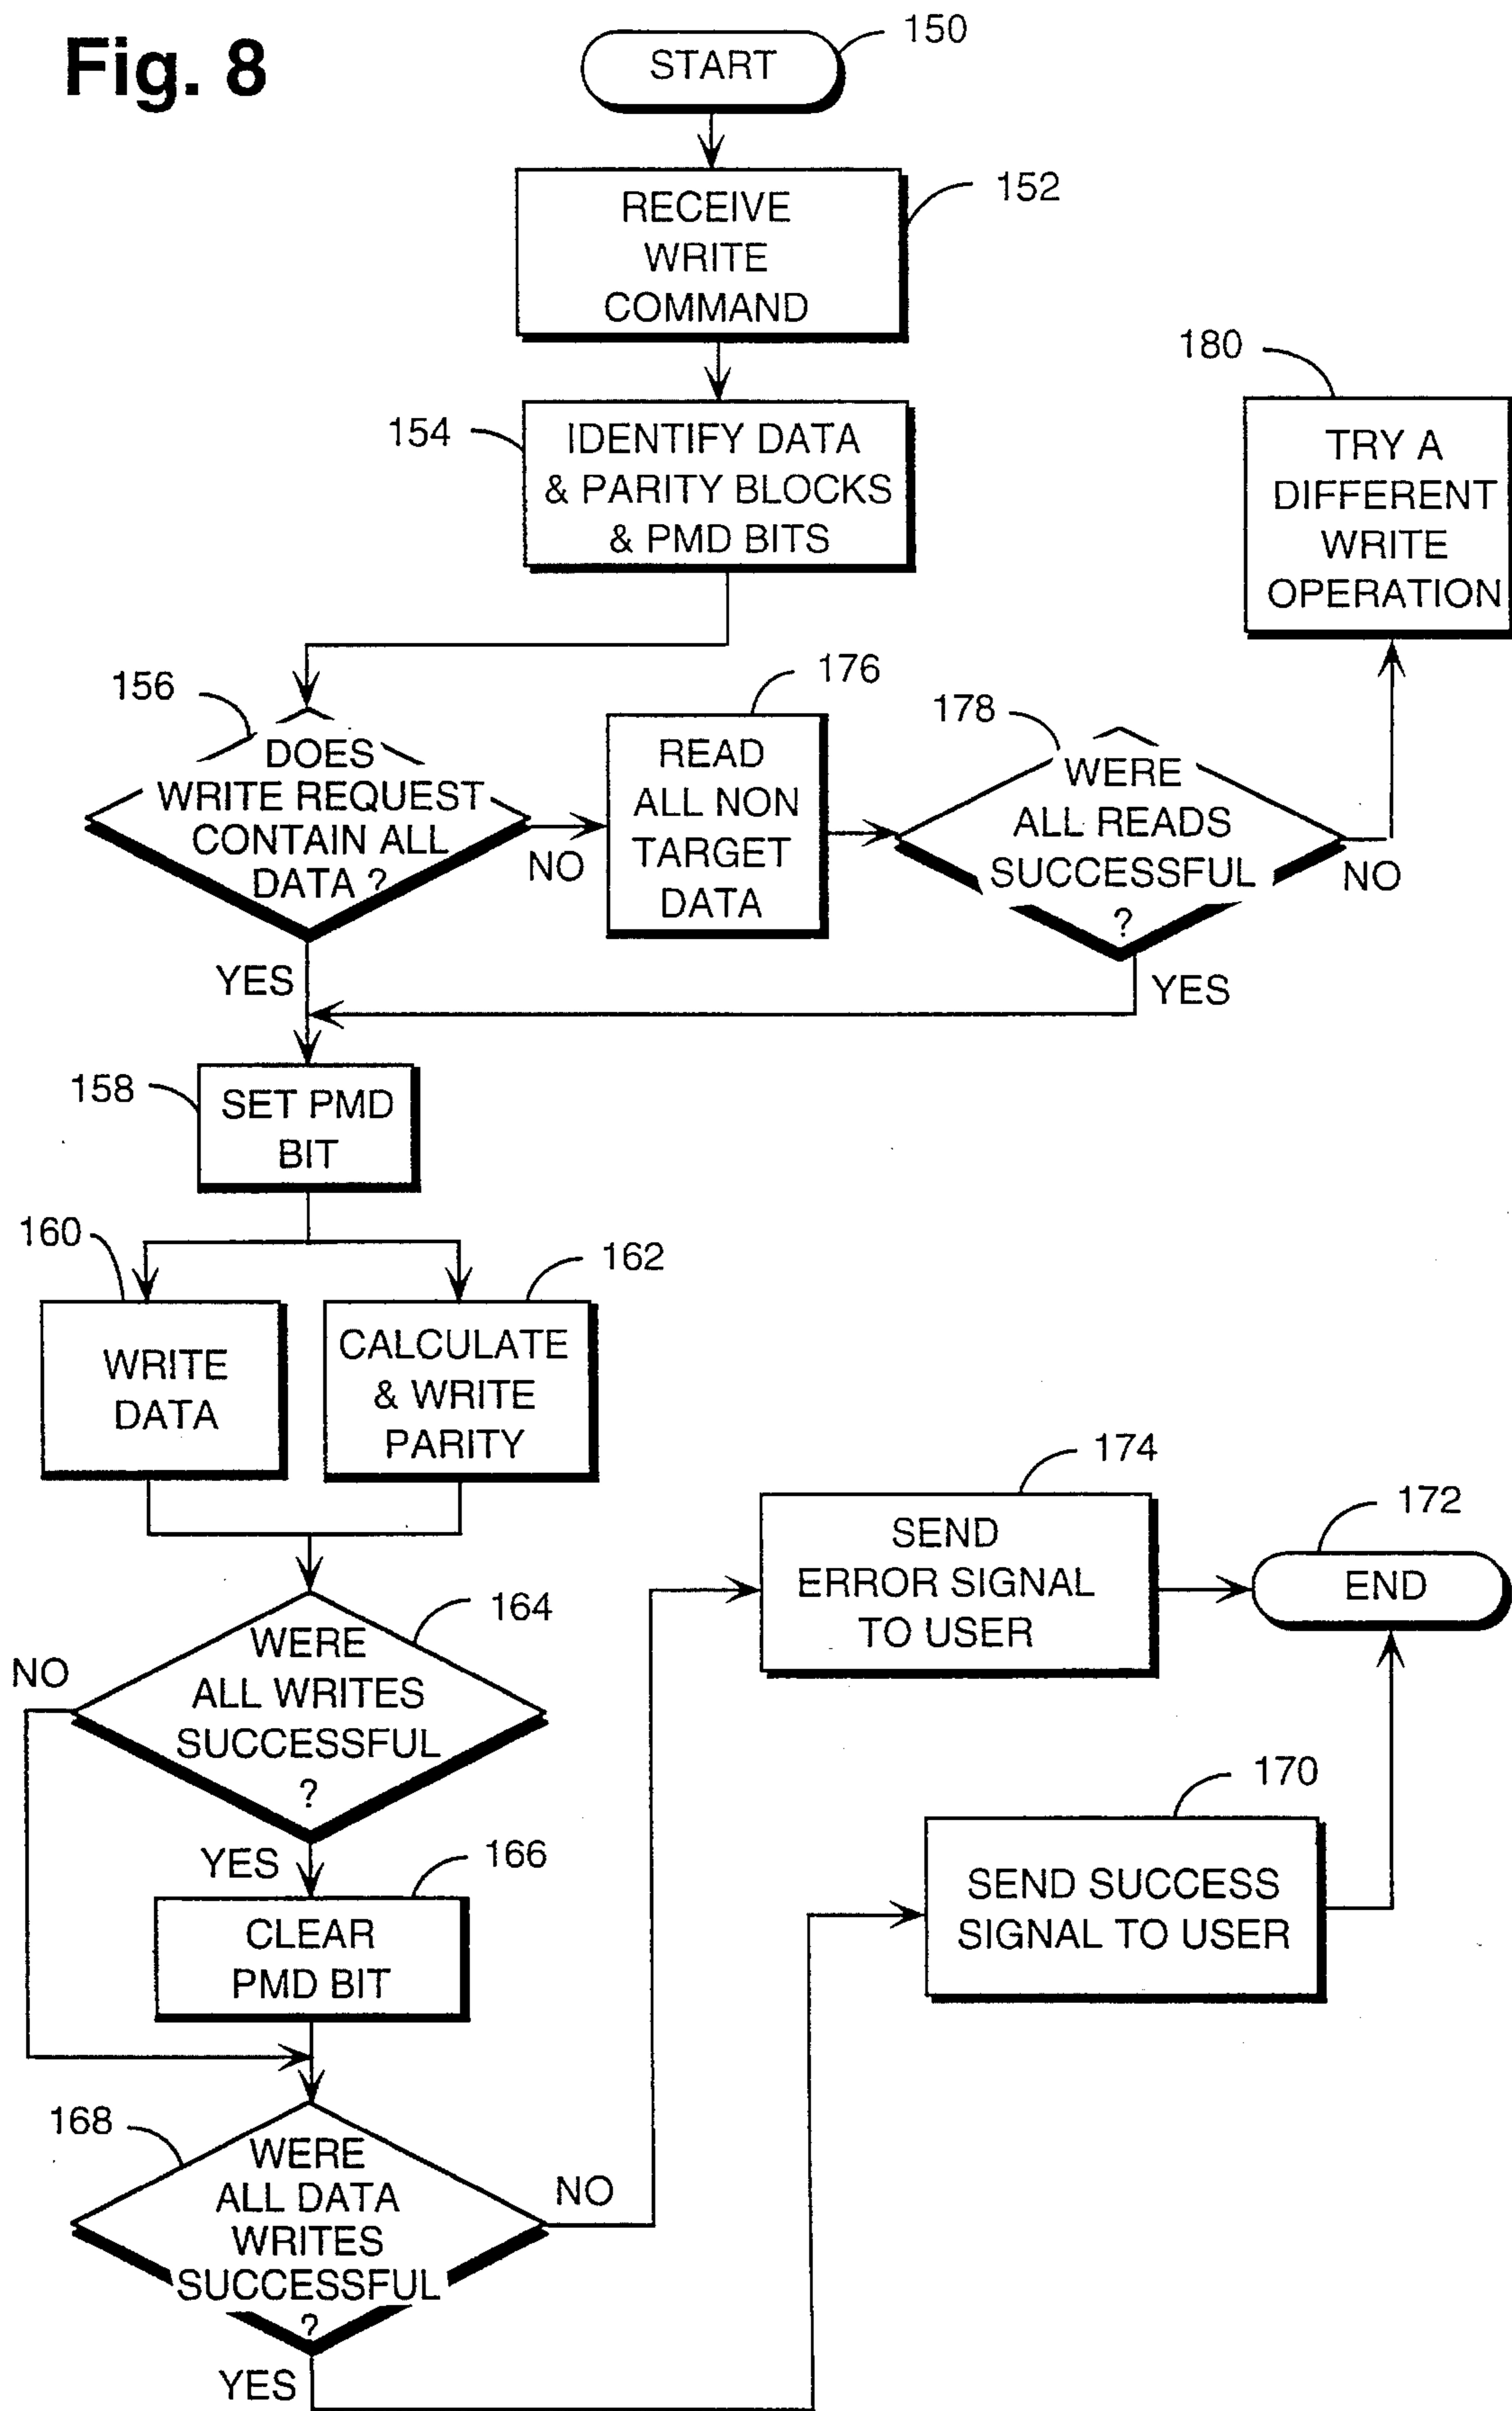 Fig. 8
START
150
RECEIVE
WRITE
COMMAND
152
154
IDENTIFY DATA
& PARITY BLOCKS
& PMD BITS
180
TRY A
DIFFERENT
WRITE
OPERATION
156
DOES
WRITE REQUEST
CONTAIN ALL
DATA ?
NO
YES
176
READ
ALL NON
TARGET
DATA
178
WERE
ALL READS
SUCCESSFUL
?
NO
YES
158
SET PMD
BIT
160
WRITE
DATA
162
CALCULATE
& WRITE
PARITY
164
WERE
ALL WRITES
SUCCESSFUL
?
NO
YES
166
CLEAR
PMD BIT
168
WERE
ALL DATA
WRITES
SUCCESSFUL
?
NO
YES
174
SEND
ERROR SIGNAL
TO USER
172
END
170
SEND SUCCESS
SIGNAL TO USER